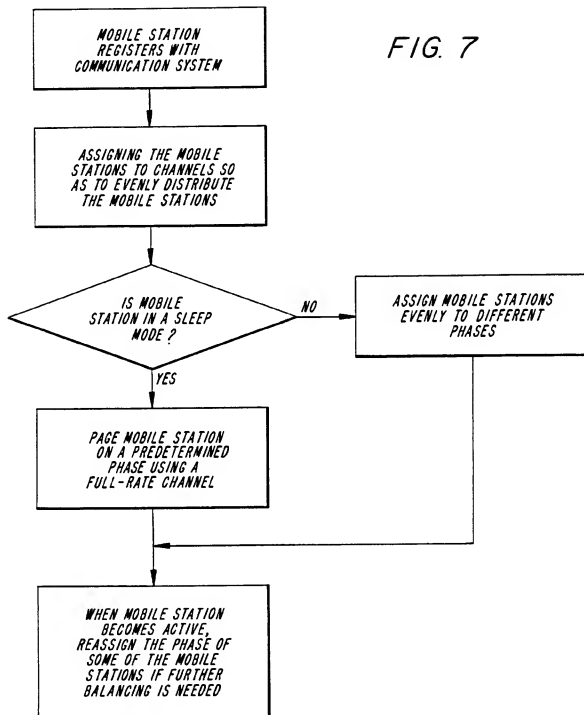 FIG. 7
MOBILE STATION
REGISTERS WITH
COMMUNICATION SYSTEM
ASSIGNING THE MOBILE
STATIONS TO CHANNELS SO
AS TO EVENLY DISTRIBUTE
THE MOBILE STATIONS
IS MOBILE
STATION IN A SLEEP
MODE?
NO
ASSIGN MOBILE STATIONS
EVENLY TO DIFFERENT
PHASES
YES
PAGE MOBILE STATION
ON A PREDETERMINED
PHASE USING A
FULL-RATE CHANNEL
WHEN MOBILE STATION
BECOMES ACTIVE,
REASSIGN THE PHASE OF
SOME OF THE MOBILE
STATIONS IF FURTHER
BALANCING IS NEEDED